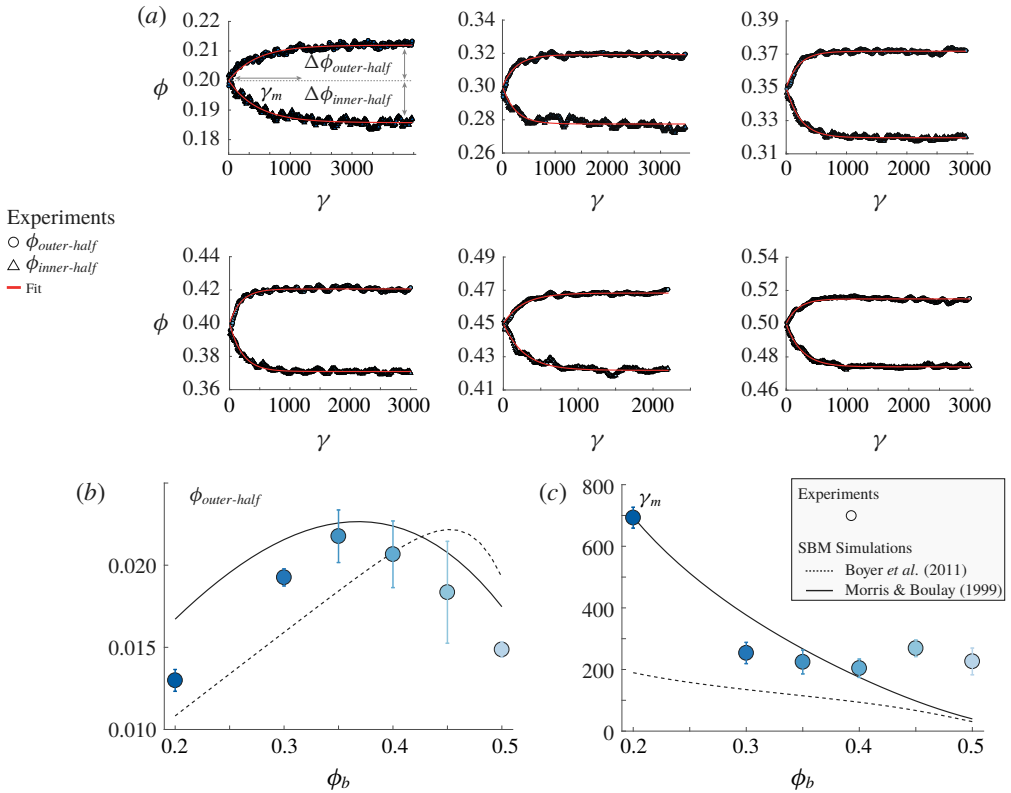 (a)
0.22
0.21
0.20
0.19
0.18
ϕ
Δϕouter-half
γm
Δϕinner-half
0 1000 2000 3000
γ
0.34
0.32
0.30
0.28
0.26
0 1000 2000 3000
γ
0.39
0.37
0.35
0.33
0.31
0 1000 2000 3000
γ
Experiments
ϕouter-half
ϕinner-half
Fit
0.44
0.42
0.40
0.37
0.36
ϕ
0 1000 2000 3000
γ
0.49
0.47
0.45
0.43
0.41
0 1000 2000
γ
0.54
0.52
0.50
0.48
0.46
0 1000 2000 3000
γ
(b)
ϕouter-half
0.020
0.015
0.010
0.2 0.3 0.4 0.5
ϕb
(c)
γm
800
600
400
200
0
0.2 0.3 0.4 0.5
ϕb
Experiments
SBM Simulations
Boyer et al. (2011)
Morris & Boulay (1999)